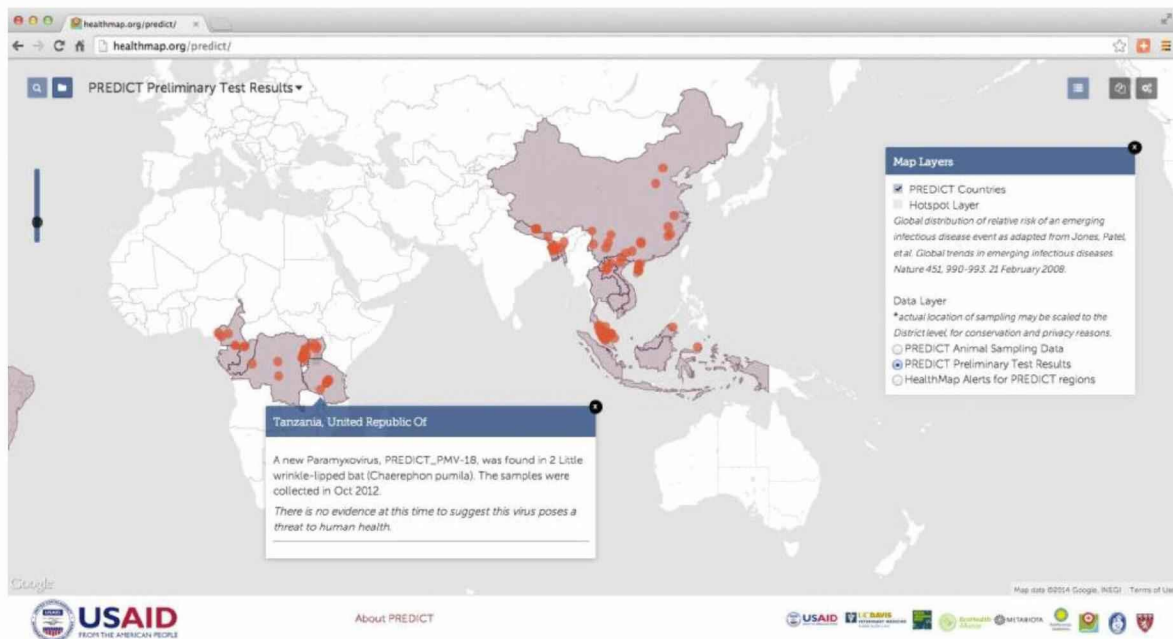 healthmap.org/predict/
healthmap.org/predict/
PREDICT Preliminary Test Results
Map Layers
PREDICT Countries
Hotspot Layer
Global distribution of relative risk of an emerging
infectious disease event as adapted from Jones, Patel,
et al. Global trends in emerging infectious diseases.
Nature 451, 990-993. 21 February 2008.
Data Layer
*actual location of sampling may be scaled to the
District level, for conservation and privacy reasons.
PREDICT Animal Sampling Data
PREDICT Preliminary Test Results
HealthMap Alerts for PREDICT regions
Tanzania, United Republic Of
A new Paramyxovirus, PREDICT_PMV-18, was found in 2 Little
wrinkle-lipped bat (Chaerephon pumila). The samples were
collected in Oct 2012.
There is no evidence at this time to suggest this virus poses a
threat to human health.
Google
Map data ©2014 Google, INEGI Terms of Use
USAID
USAID
FROM THE AMERICAN PEOPLE
About PREDICT
USAID
UC DAVIS
VETERINARY MEDICINE
EcoHealth
Alliance
METABIOTA